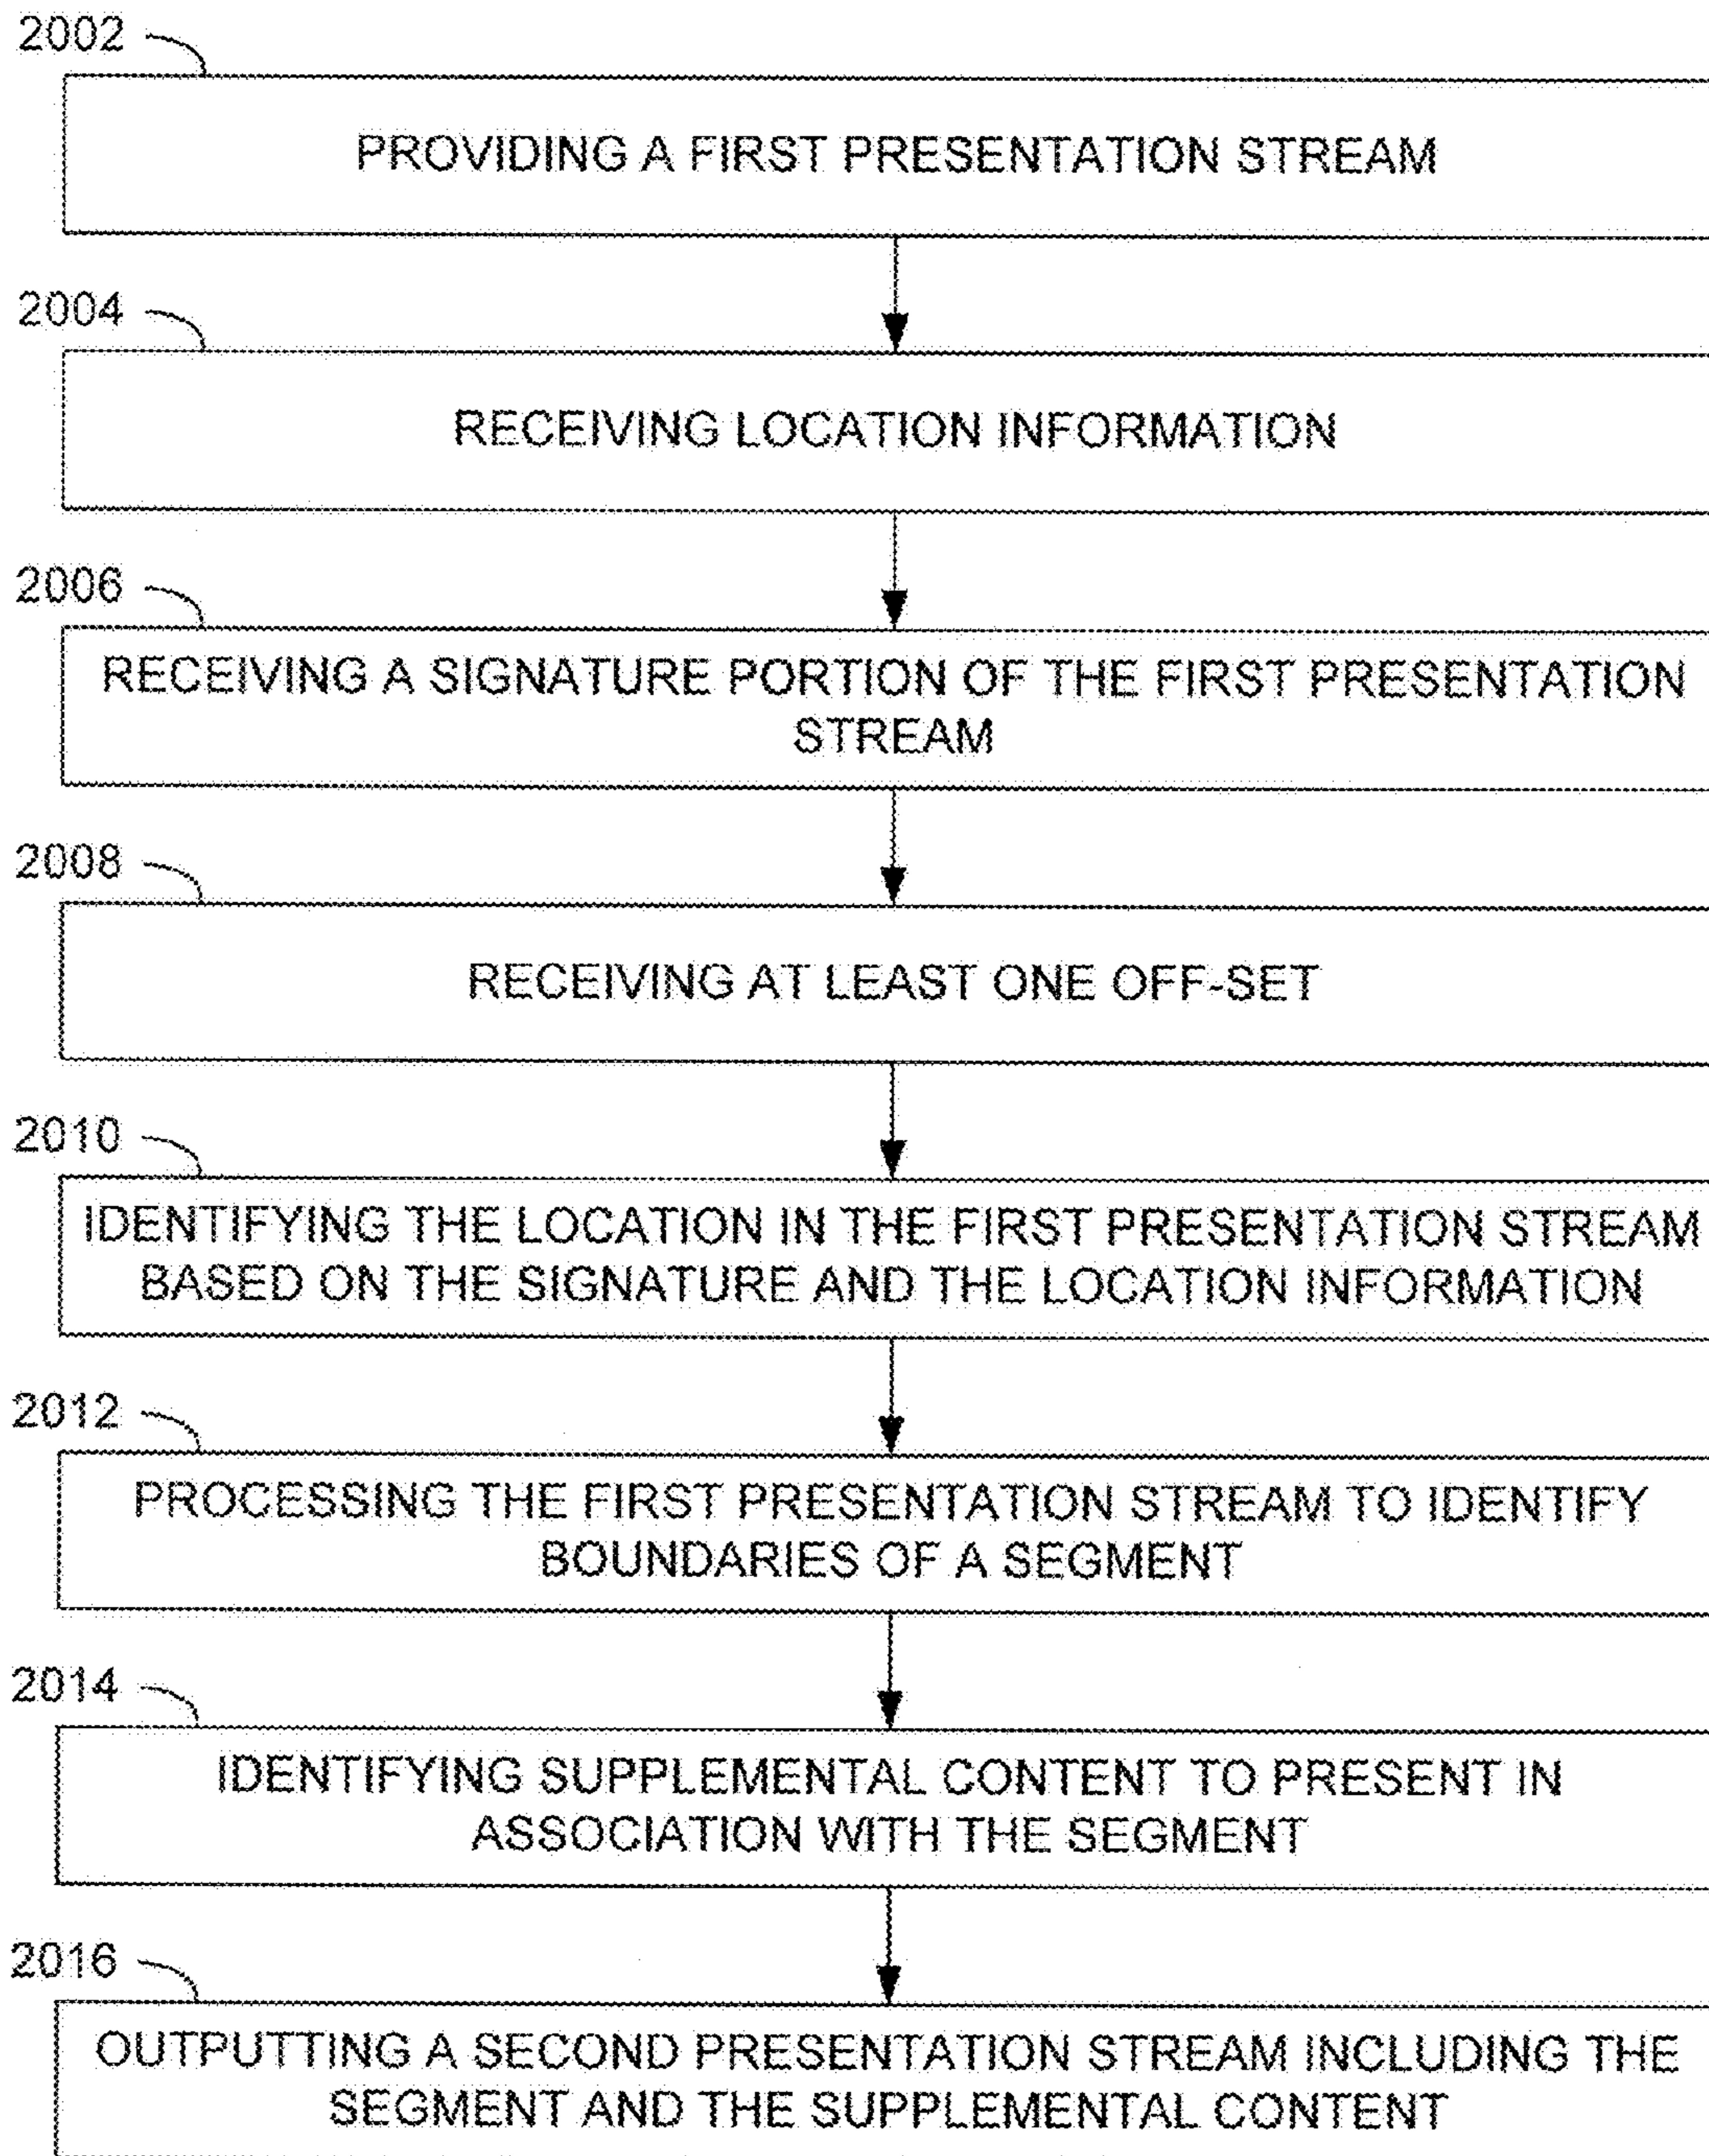 2002
PROVIDING A FIRST PRESENTATION STREAM
2004
RECEIVING LOCATION INFORMATION
2006
RECEIVING A SIGNATURE PORTION OF THE FIRST PRESENTATION
STREAM
2008
RECEIVING AT LEAST ONE OFF-SET
2010
IDENTIFYING THE LOCATION IN THE FIRST PRESENTATION STREAM
BASED ON THE SIGNATURE AND THE LOCATION INFORMATION
2012
PROCESSING THE FIRST PRESENTATION STREAM TO IDENTIFY
BOUNDARIES OF A SEGMENT
2014
IDENTIFYING SUPPLEMENTAL CONTENT TO PRESENT IN
ASSOCIATION WITH THE SEGMENT
2016
OUTPUTTING A SECOND PRESENTATION STREAM INCLUDING THE
SEGMENT AND THE SUPPLEMENTAL CONTENT